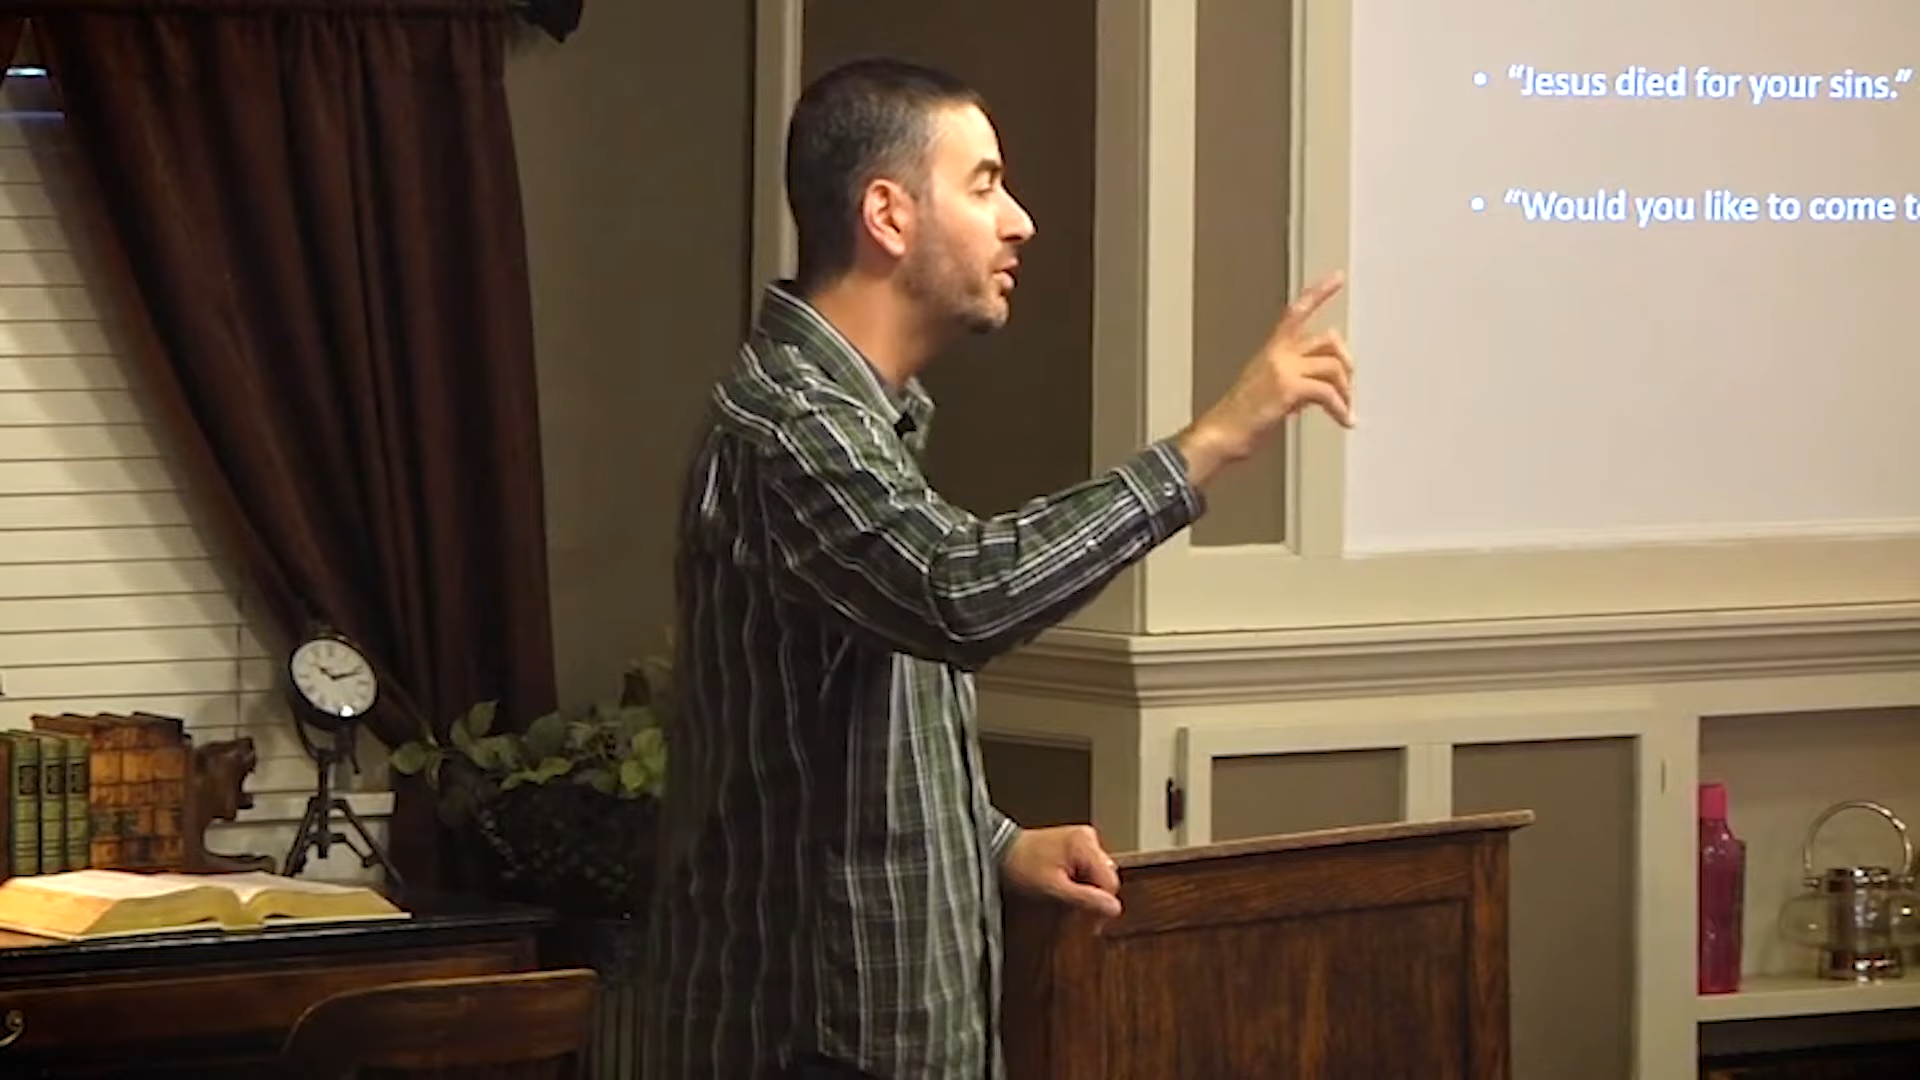 • “Jesus died for your sins.”
• “Would you like to come